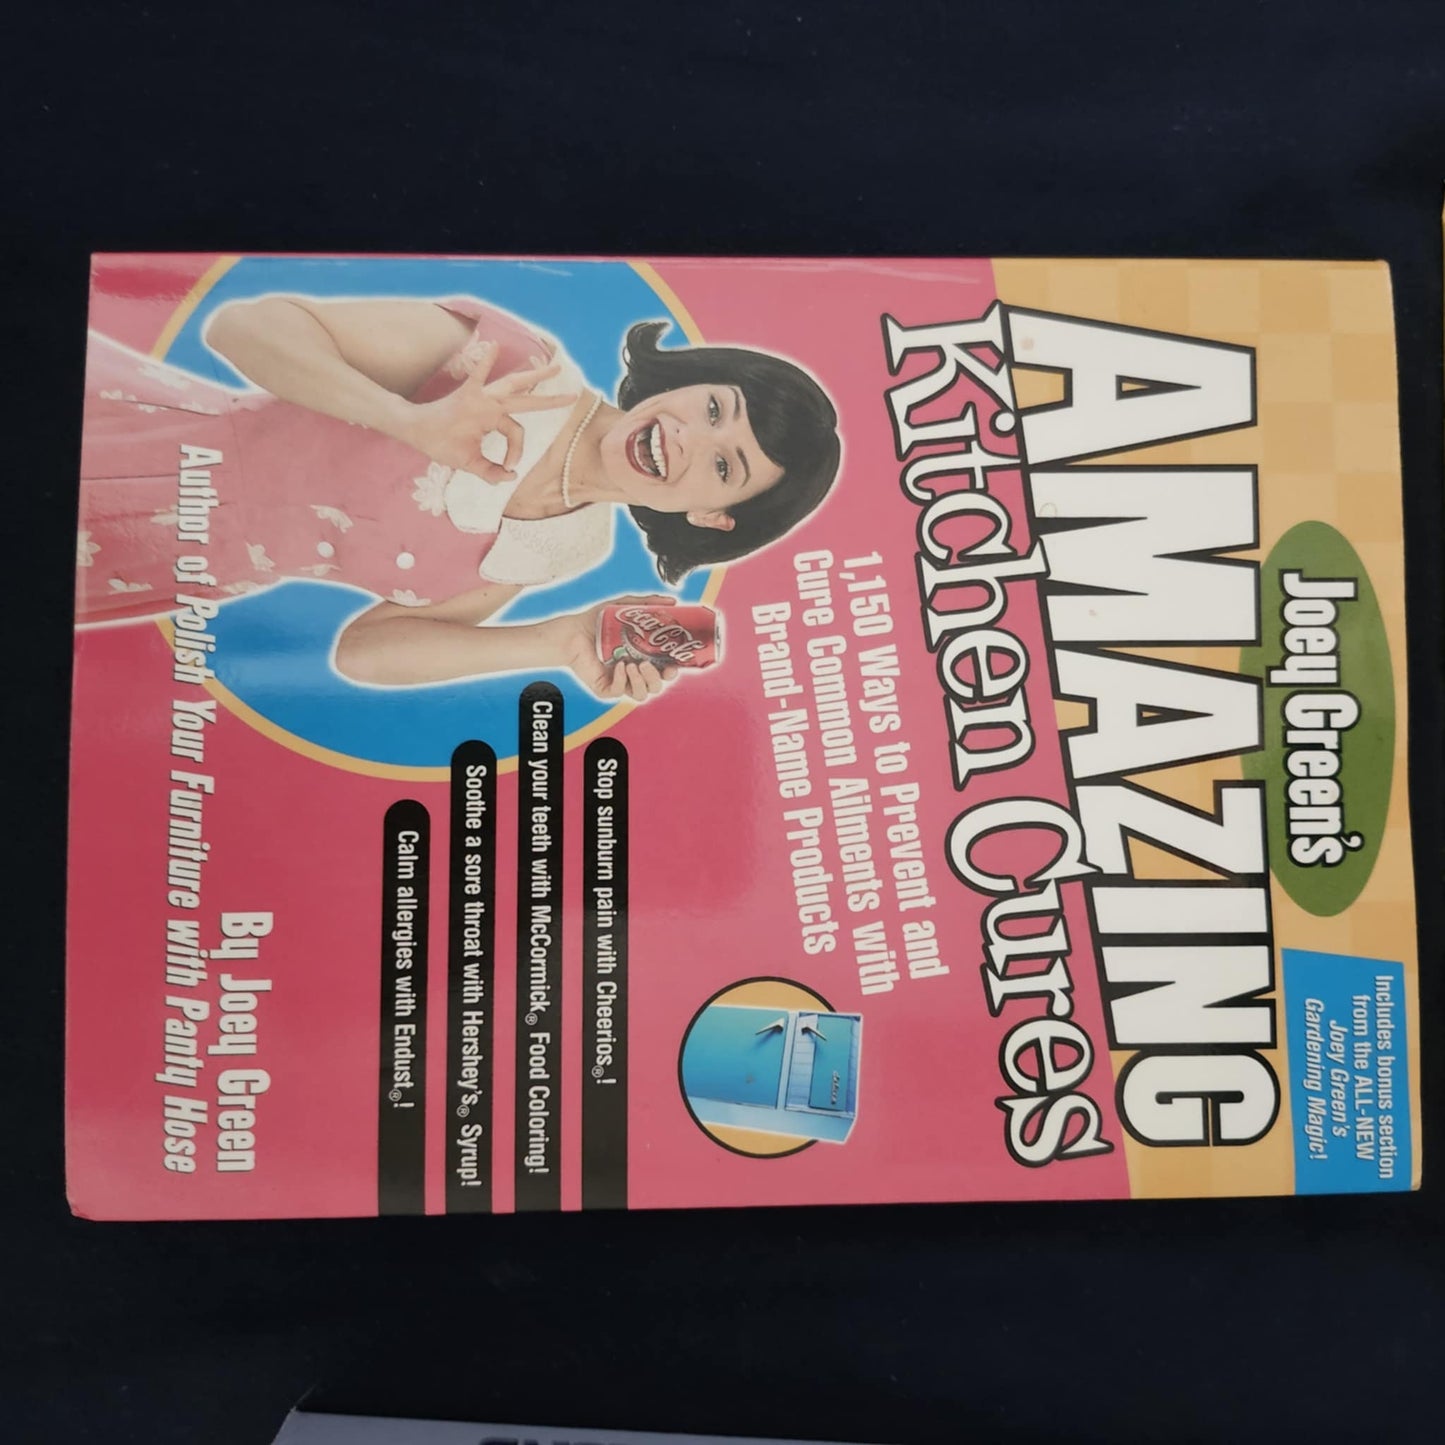 Joey Green's
AMAZING
Kitchen Cures
Includes bonus section
from the ALL-NEW
Joey Green's
Gardening Magic!
1,150 Ways to Prevent and
Cure Common Ailments with
Brand-Name Products
Coca-Cola
Stop sunburn pain with Cheerios®!
Clean your teeth with McCormick® Food Coloring!
Soothe a sore throat with Hershey's® Syrup!
Calm allergies with Endust®!
By Joey Green
Author of Polish Your Furniture with Panty Hose